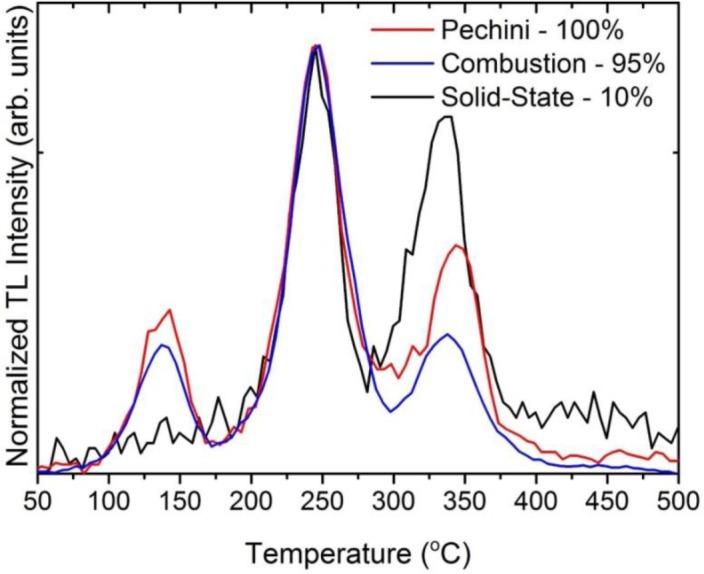 Normalized TL Intensity (arb. units)
Pechini - 100%
Combustion - 95%
Solid-State - 10%
50 100 150 200 250 300 350 400 450 500
Temperature (°C)